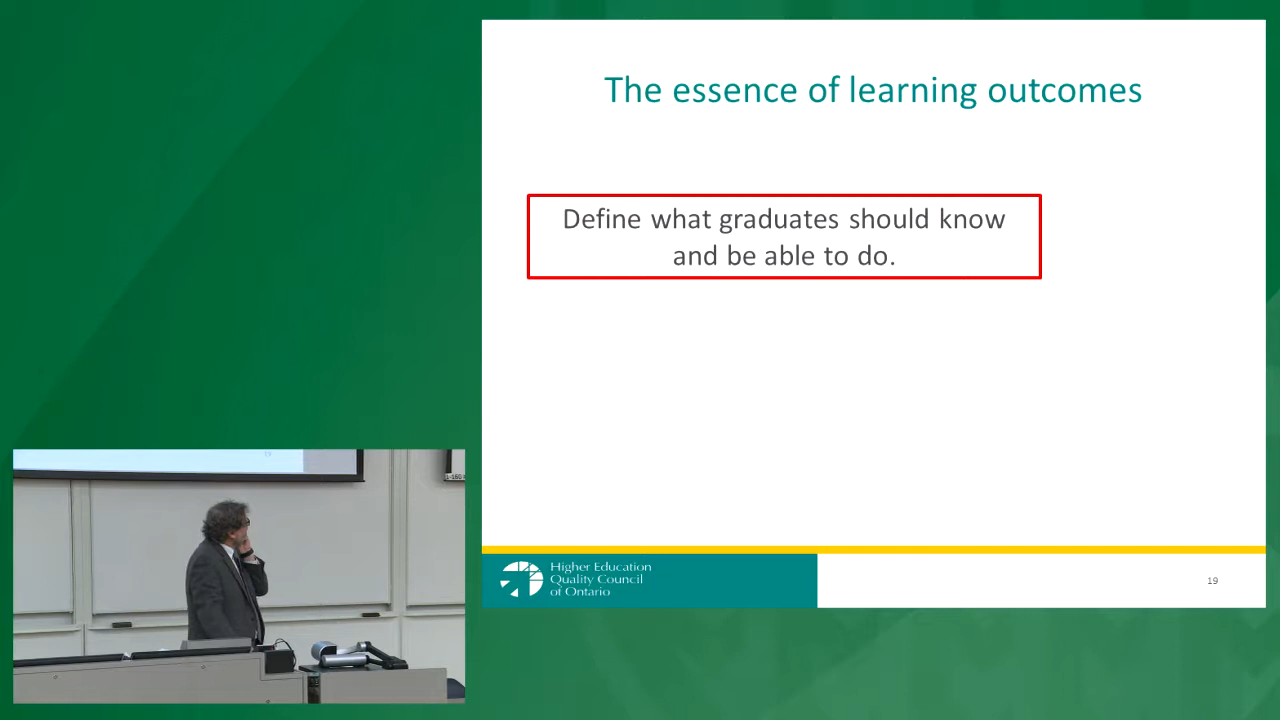 The essence of learning outcomes
Define what graduates should know
and be able to do.
Higher Education
Quality Council
of Ontario
19